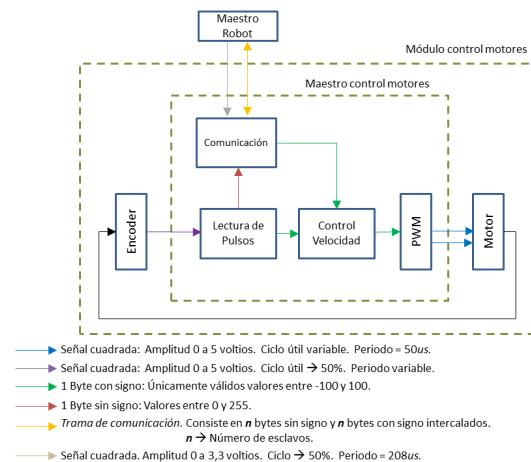 Maestro
Robot
Módulo control motores
Maestro control motores
Comunicación
Encoder
Lectura de
Pulsos
Control
Velocidad
PWM
Motor
Señal cuadrada: Amplitud 0 a 5 voltios. Ciclo útil variable. Periodo = 50us.
Señal cuadrada: Amplitud 0 a 5 voltios. Ciclo útil → 50%. Periodo variable.
1 Byte con signo: Únicamente válidos valores entre -100 y 100.
1 Byte sin signo: Valores entre 0 y 255.
Trama de comunicación. Consiste en n bytes sin signo y n bytes con signo intercalados.
n → Número de esclavos.
Señal cuadrada. Amplitud 0 a 3,3 voltios. Ciclo → 50%. Periodo = 208us.